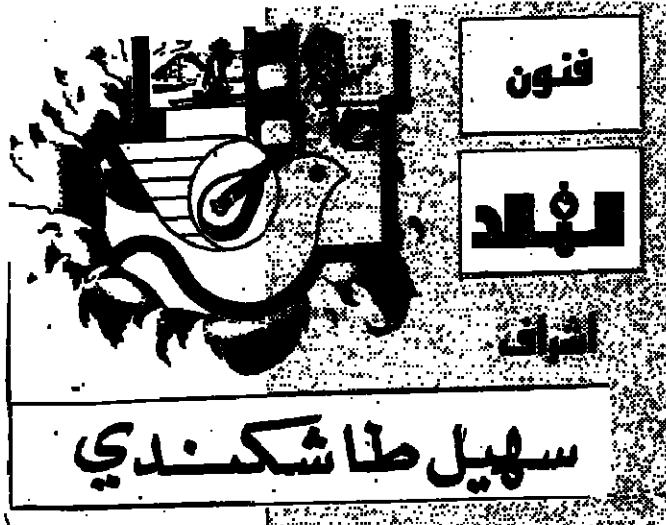 فنون
البلاد
اشراف
سهيل طاشكندي